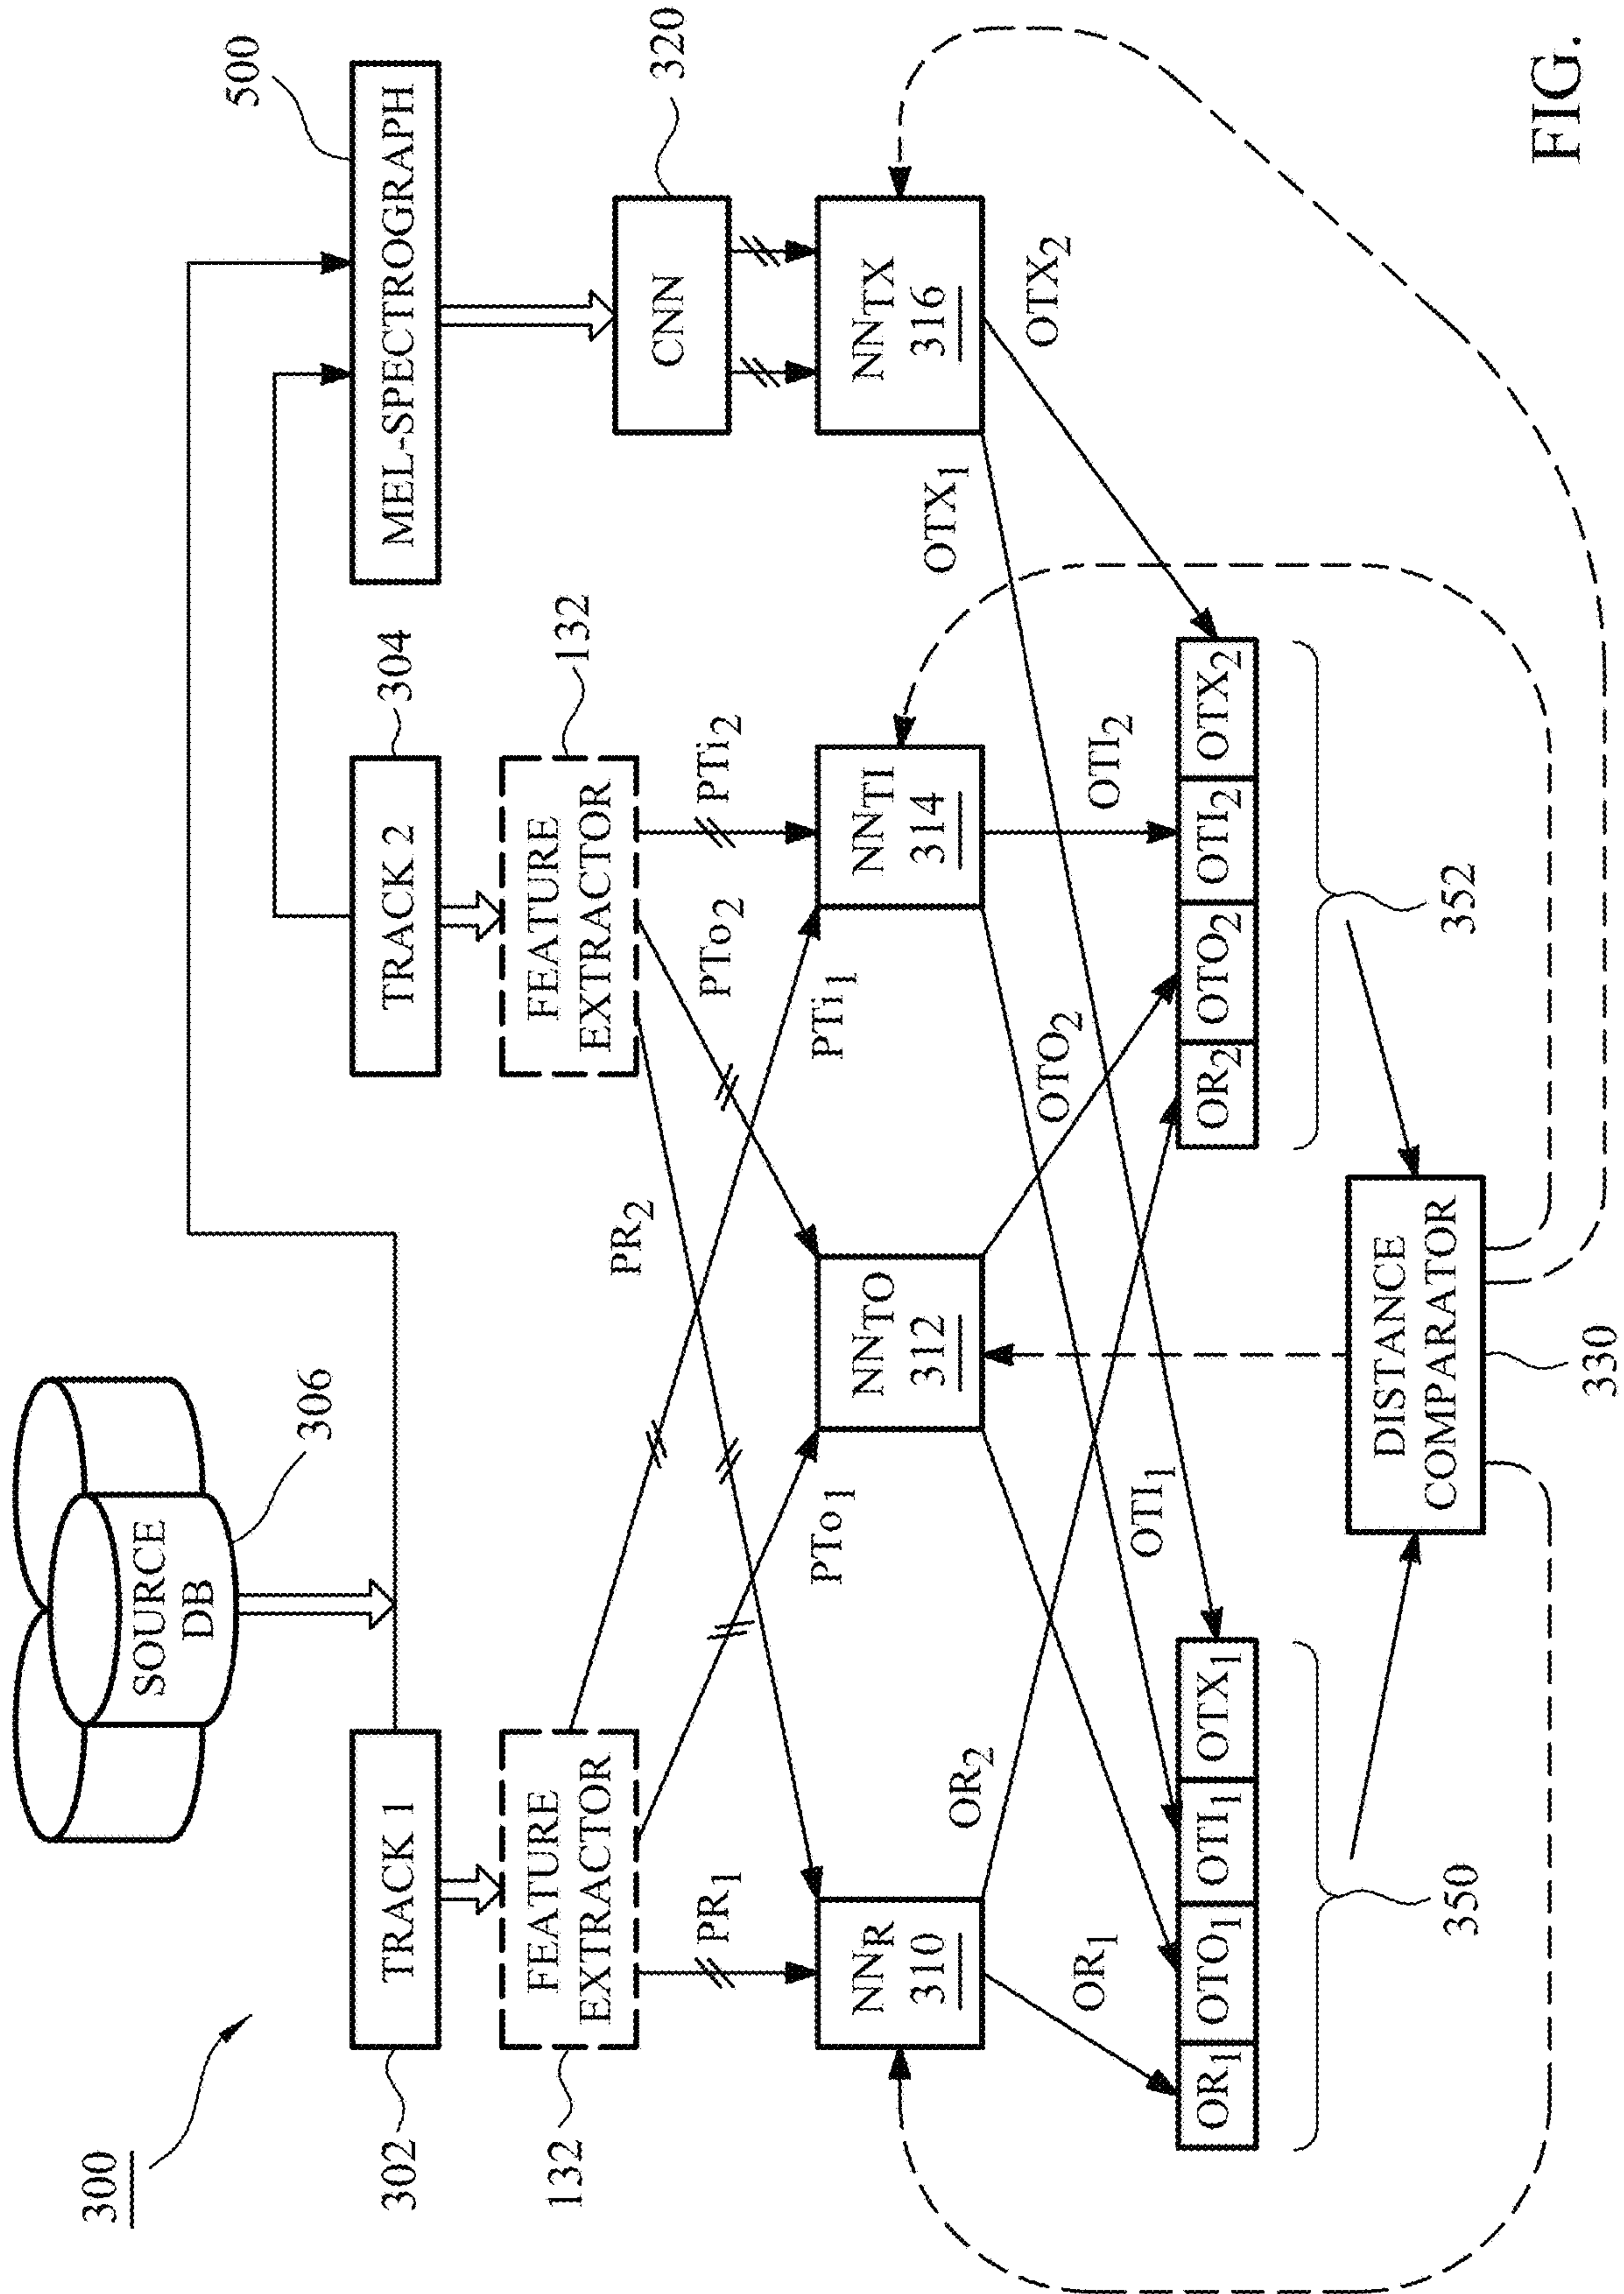 300
SOURCE
DB
306
500
302
TRACK 1
TRACK 2
304
MEL-SPECTROGRAPH
132
FEATURE
EXTRACTOR
FEATURE
EXTRACTOR
132
CNN
320
PR1
PR2
PTo2
PTi2
PTo1
PTi1
NNR
310
NNTO
312
NNTI
314
NNTX
316
OR1
OR2
OTI1
OTO2
OTI2
OTX1
OTX2
OR1
OTO1
OTI1
OTX1
OR2
OTO2
OTI2
OTX2
350
352
DISTANCE
COMPARATOR
330
FIG.